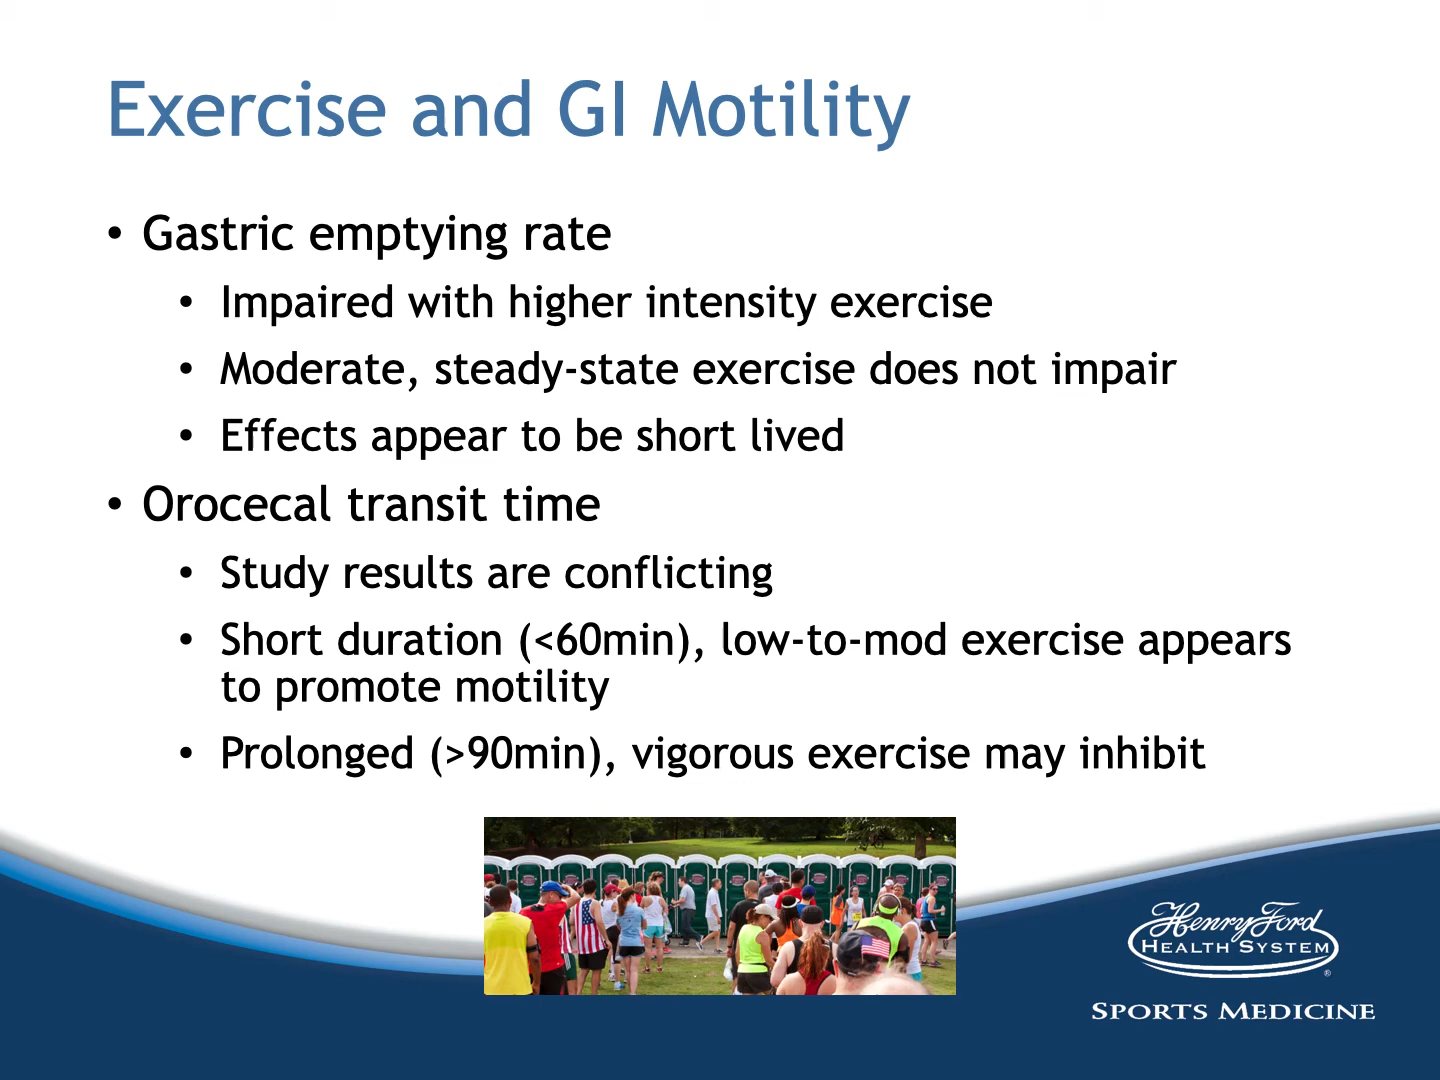 Exercise and GI Motility
• Gastric emptying rate
• Impaired with higher intensity exercise
• Moderate, steady-state exercise does not impair
• Effects appear to be short lived
• Orocecal transit time
• Study results are conflicting
• Short duration (<60min), low-to-mod exercise appears
to promote motility
• Prolonged (>90min), vigorous exercise may inhibit
Henry Ford
HEALTH SYSTEM
®
SPORTS MEDICINE